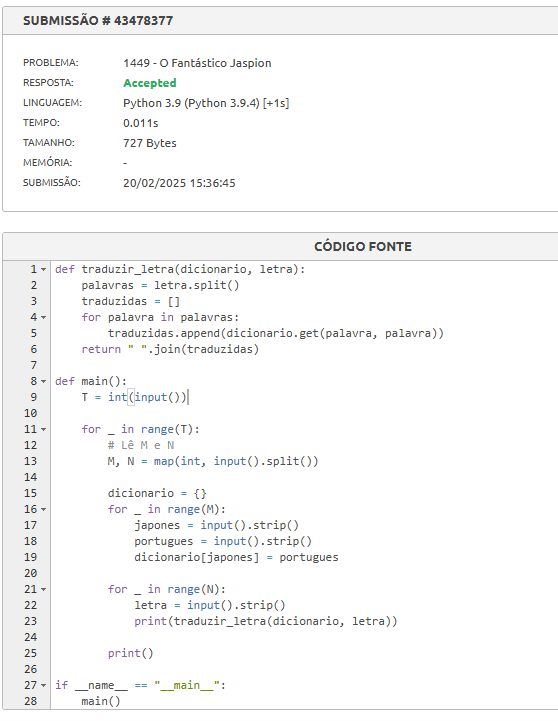 SUBMISSÃO # 43478377
PROBLEMA: 1449 - O Fantástico Jaspion
RESPOSTA: Accepted
LINGUAGEM: Python 3.9 (Python 3.9.4) [+1s]
TEMPO: 0.011s
TAMANHO: 727 Bytes
MEMÓRIA: -
SUBMISSÃO: 20/02/2025 15:36:45
CÓDIGO FONTE
1 def traduzir_letra(dicionario, letra):
2     palavras = letra.split()
3     traduzidas = []
4     for palavra in palavras:
5         traduzidas.append(dicionario.get(palavra, palavra))
6     return " ".join(traduzidas)
7
8 def main():
9     T = int(input())
10
11     for _ in range(T):
12         # Lê M e N
13         M, N = map(int, input().split())
14
15         dicionario = {}
16         for _ in range(M):
17             japones = input().strip()
18             portugues = input().strip()
19             dicionario[japones] = portugues
20
21         for _ in range(N):
22             letra = input().strip()
23             print(traduzir_letra(dicionario, letra))
24
25         print()
26
27 if __name__ == "__main__":
28     main()